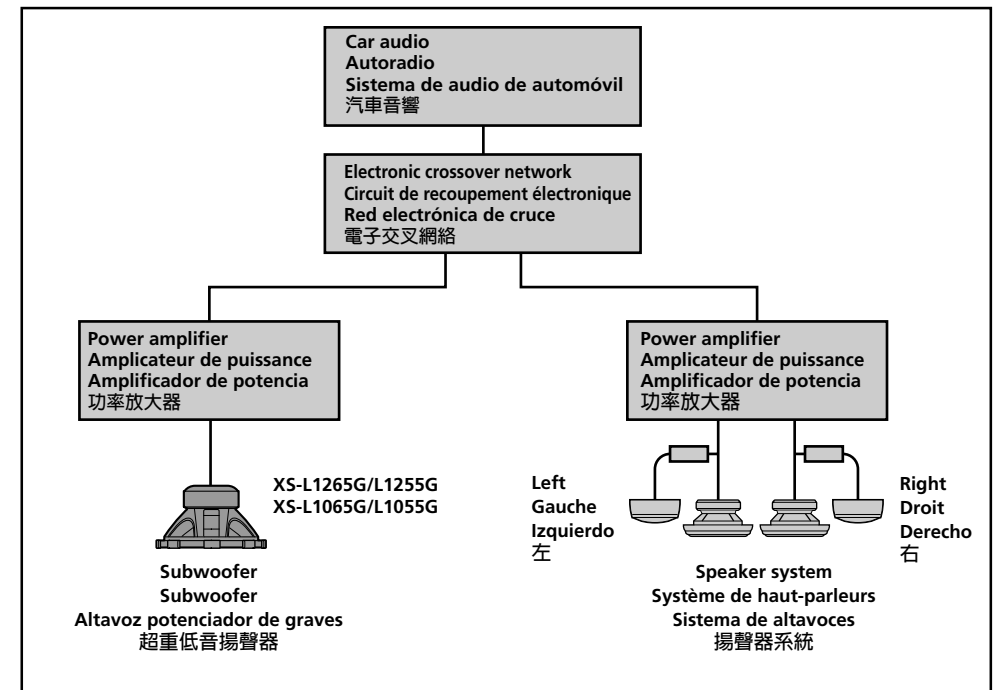 Car audio
Autoradio
Sistema de audio de automóvil
汽車音響
Electronic crossover network
Circuit de recoupement électronique
Red electrónica de cruce
電子交叉網絡
Power amplifier
Amplicateur de puissance
Amplificador de potencia
功率放大器
Power amplifier
Amplicateur de puissance
Amplificador de potencia
功率放大器
XS-L1265G/L1255G
XS-L1065G/L1055G
Subwoofer
Subwoofer
Altavoz potenciador de graves
超重低音揚聲器
Left
Gauche
Izquierdo
左
Right
Droit
Derecho
右
Speaker system
Système de haut-parleurs
Sistema de altavoces
揚聲器系統